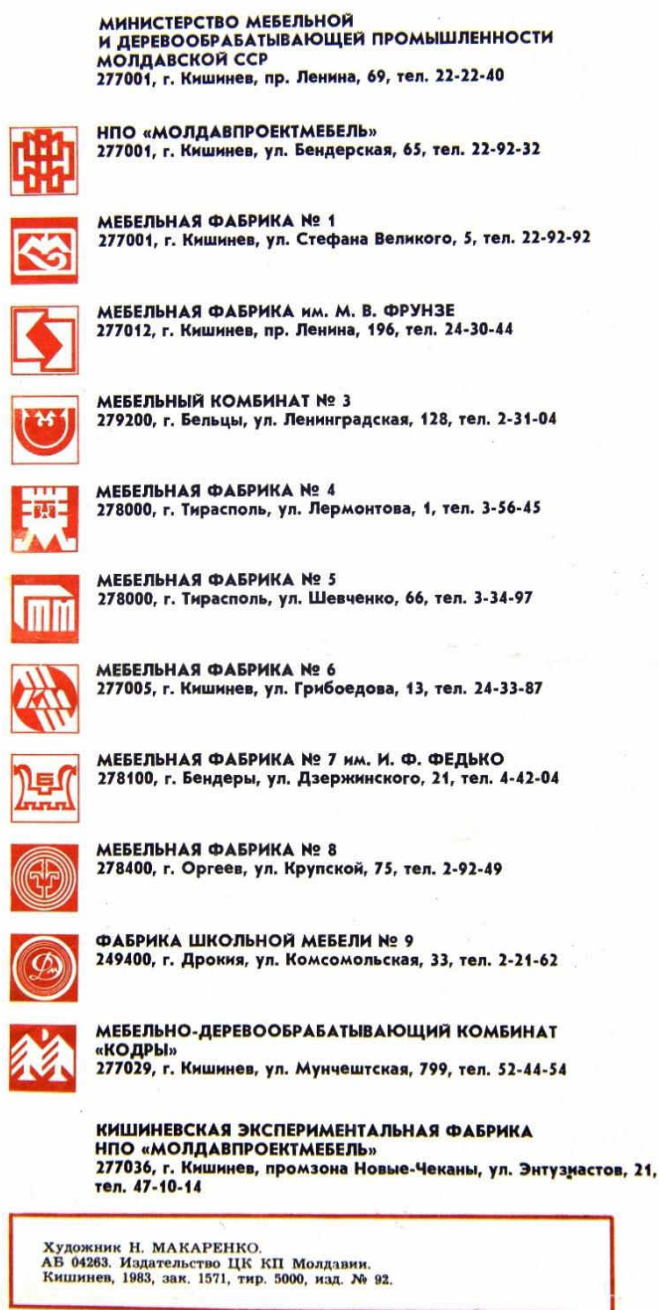 МИНИСТЕРСТВО МЕБЕЛЬНОЙ
И ДЕРЕВООБРАБАТЫВАЮЩЕЙ ПРОМЫШЛЕННОСТИ
МОЛДАВСКОЙ ССР
277001, г. Кишинев, пр. Ленина, 69, тел. 22-22-40
НПО «МОЛДАВПРОЕКТМЕБЕЛЬ»
277001, г. Кишинев, ул. Бендерская, 65, тел. 22-92-32
МЕБЕЛЬНАЯ ФАБРИКА № 1
277001, г. Кишинев, ул. Стефана Великого, 5, тел. 22-92-92
МЕБЕЛЬНАЯ ФАБРИКА им. М. В. ФРУНЗЕ
277012, г. Кишинев, пр. Ленина, 196, тел. 24-30-44
МЕБЕЛЬНЫЙ КОМБИНАТ № 3
279200, г. Бельцы, ул. Ленинградская, 128, тел. 2-31-04
МЕБЕЛЬНАЯ ФАБРИКА № 4
278000, г. Тирасполь, ул. Лермонтова, 1, тел. 3-56-45
МЕБЕЛЬНАЯ ФАБРИКА № 5
278000, г. Тирасполь, ул. Шевченко, 66, тел. 3-34-97
МЕБЕЛЬНАЯ ФАБРИКА № 6
277005, г. Кишинев, ул. Грибоедова, 13, тел. 24-33-87
МЕБЕЛЬНАЯ ФАБРИКА № 7 им. И. Ф. ФЕДЬКО
278100, г. Бендеры, ул. Дзержинского, 21, тел. 4-42-04
МЕБЕЛЬНАЯ ФАБРИКА № 8
278400, г. Оргеев, ул. Крупской, 75, тел. 2-92-49
ФАБРИКА ШКОЛЬНОЙ МЕБЕЛИ № 9
249400, г. Дрокия, ул. Комсомольская, 33, тел. 2-21-62
МЕБЕЛЬНО-ДЕРЕВООБРАБАТЫВАЮЩИЙ КОМБИНАТ
«КОДРЫ»
277029, г. Кишинев, ул. Мунчештская, 799, тел. 52-44-54
КИШИНЕВСКАЯ ЭКСПЕРИМЕНТАЛЬНАЯ ФАБРИКА
НПО «МОЛДАВПРОЕКТМЕБЕЛЬ»
277036, г. Кишинев, промзона Новые-Чеканы, ул. Энтузиастов, 21,
тел. 47-10-14
Художник Н. МАКАРЕНКО.
АБ 04263. Издательство ЦК КП Молдавии.
Кишинев, 1983, зак. 1571, тир. 5000, изд. № 92.